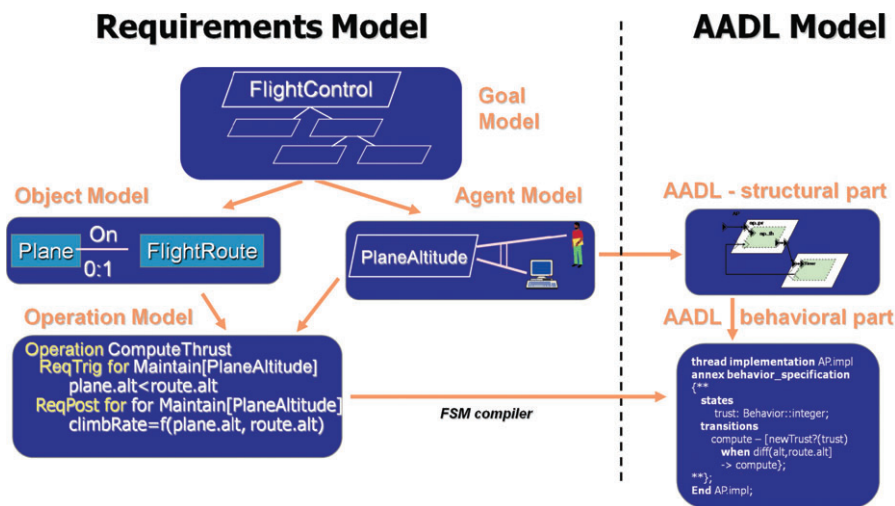 Requirements Model
AADL Model
FlightControl
Goal
Model
Object Model
Agent Model
AADL - structural part
Plane
On
0:1
FlightRoute
PlaneAltitude
Operation Model
AADL behavioral part
Operation ComputeThrust
ReqTrig for Maintain[PlaneAltitude]
plane.alt<route.alt
ReqPost for for Maintain[PlaneAltitude]
climbRate=f(plane.alt, route.alt)
FSM compiler
thread implementation AP.impl
annex behavior_specification
{**
states
trust: Behavior::integer;
transitions
compute – [newTrust?(trust)
when diff(alt,route.alt]
-> compute};
**};
End AP.impl;